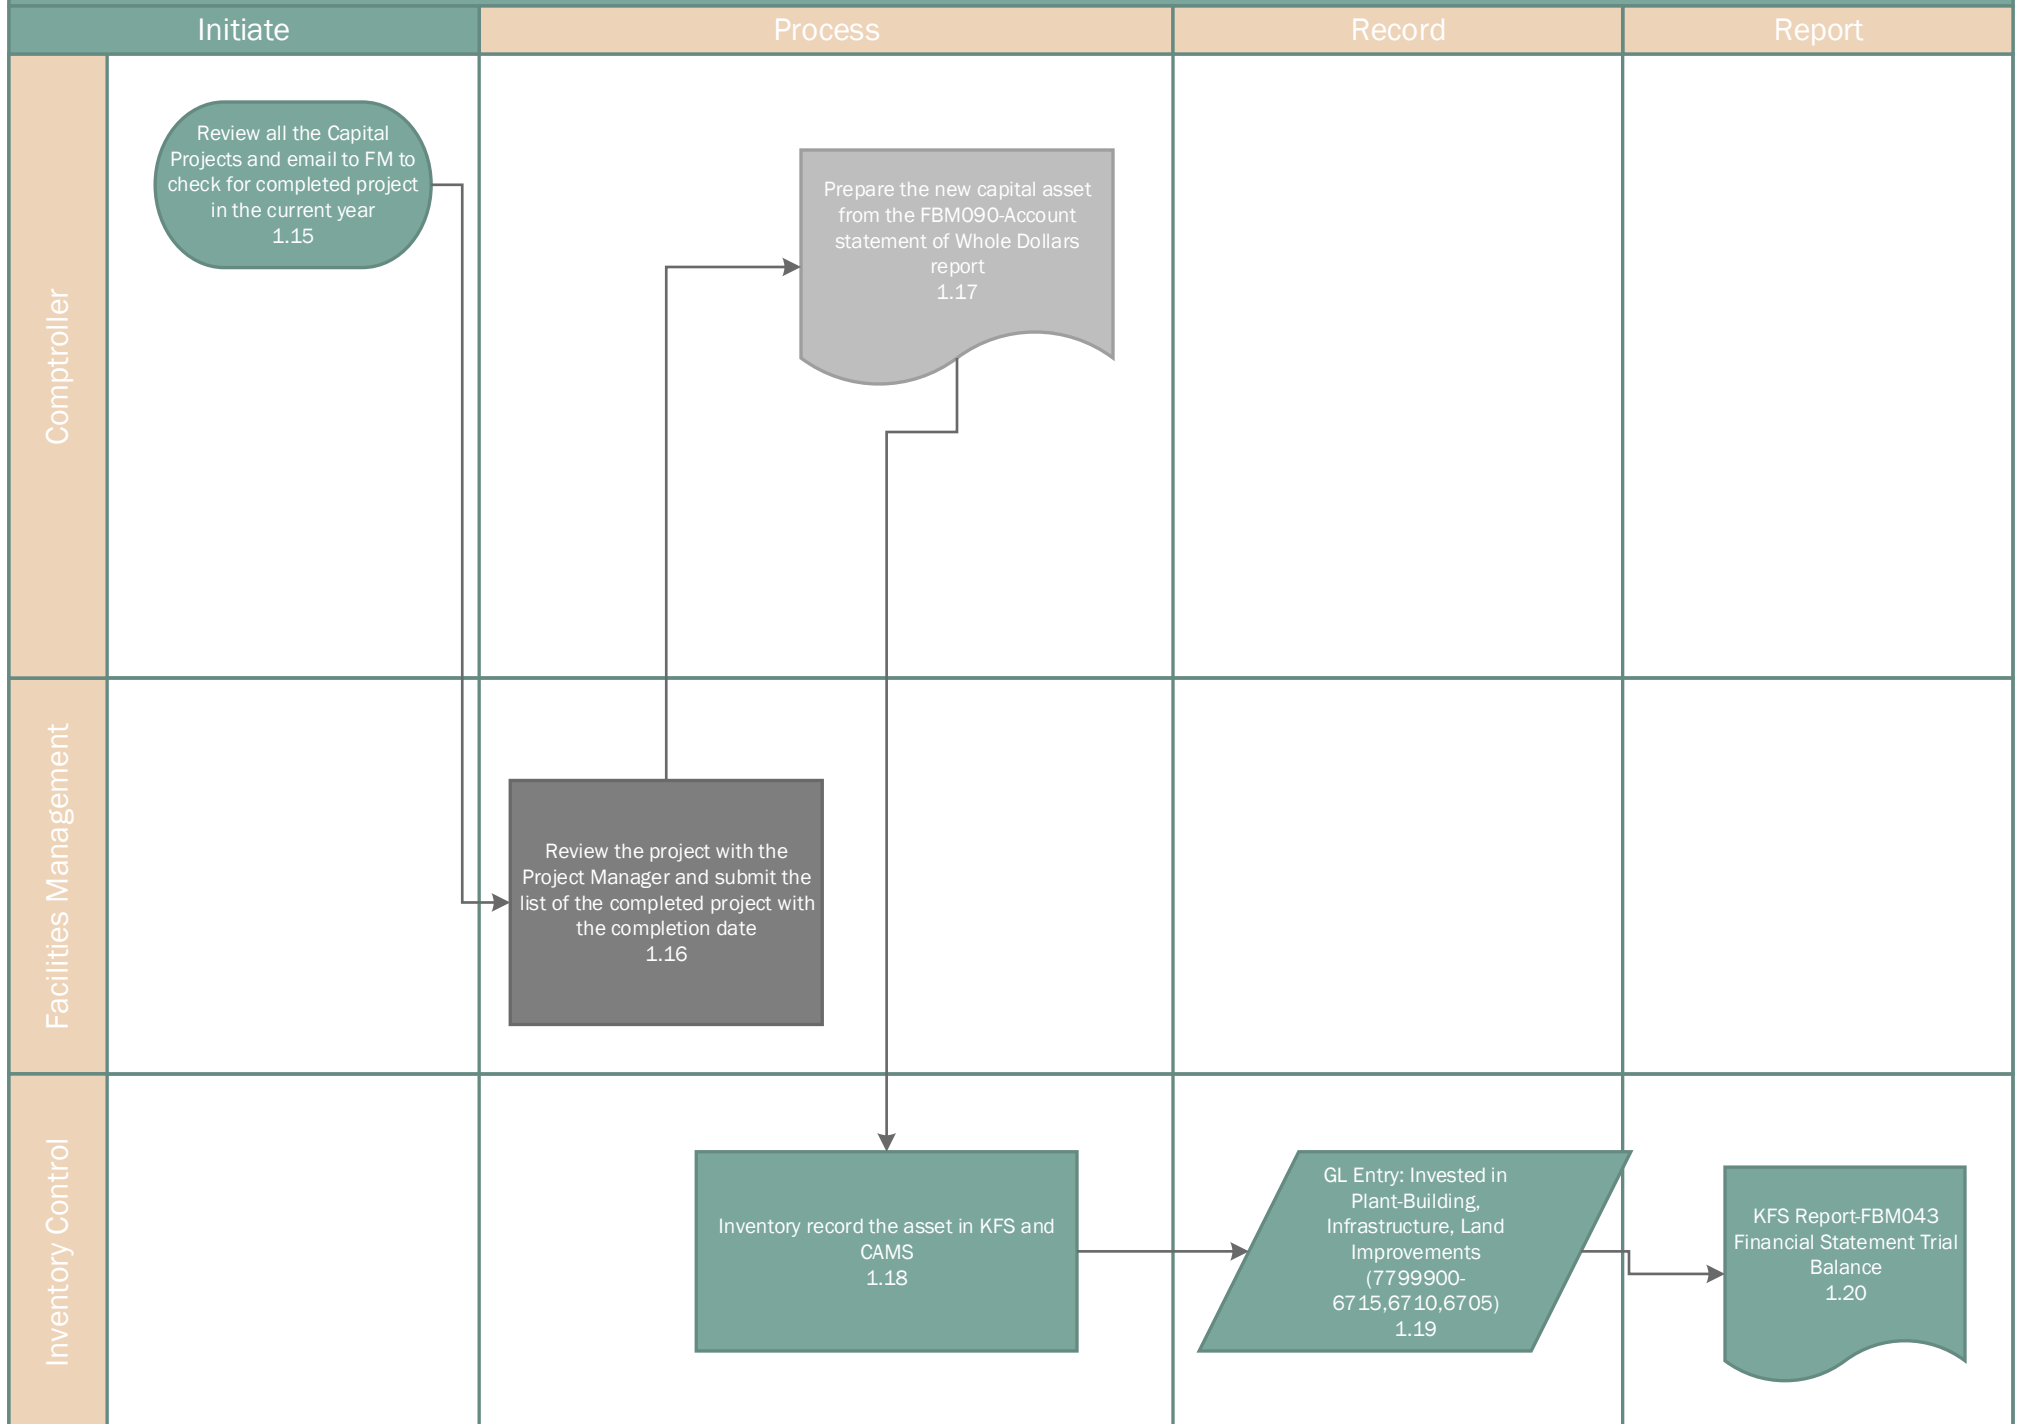 Initiate
Process
Record
Report
Comptroller
Review all the Capital
Projects and email to FM to
check for completed project
in the current year
1.15
Prepare the new capital asset
from the FBM090-Account
statement of Whole Dollars
report
1.17
Facilities Management
Review the project with the
Project Manager and submit the
list of the completed project with
the completion date
1.16
Inventory Control
Inventory record the asset in KFS and
CAMS
1.18
GL Entry: Invested in
Plant-Building,
Infrastructure, Land
Improvements
(7799900-
6715,6710,6705)
1.19
KFS Report-FBM043
Financial Statement Trial
Balance
1.20